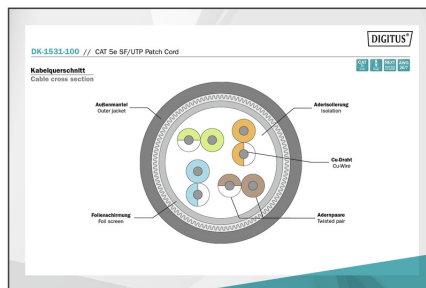 DIGITUS®
DK-1531-100 // CAT 5e SF/UTP Patch Cord
Kabelquerschnitt
Cable cross section
Außenmantel
Outer jacket
Aderisolierung
Isolation
Cu-Draht
Cu-Wire
Folienschirmung
Foil screen
Adernpaare
Twisted pair